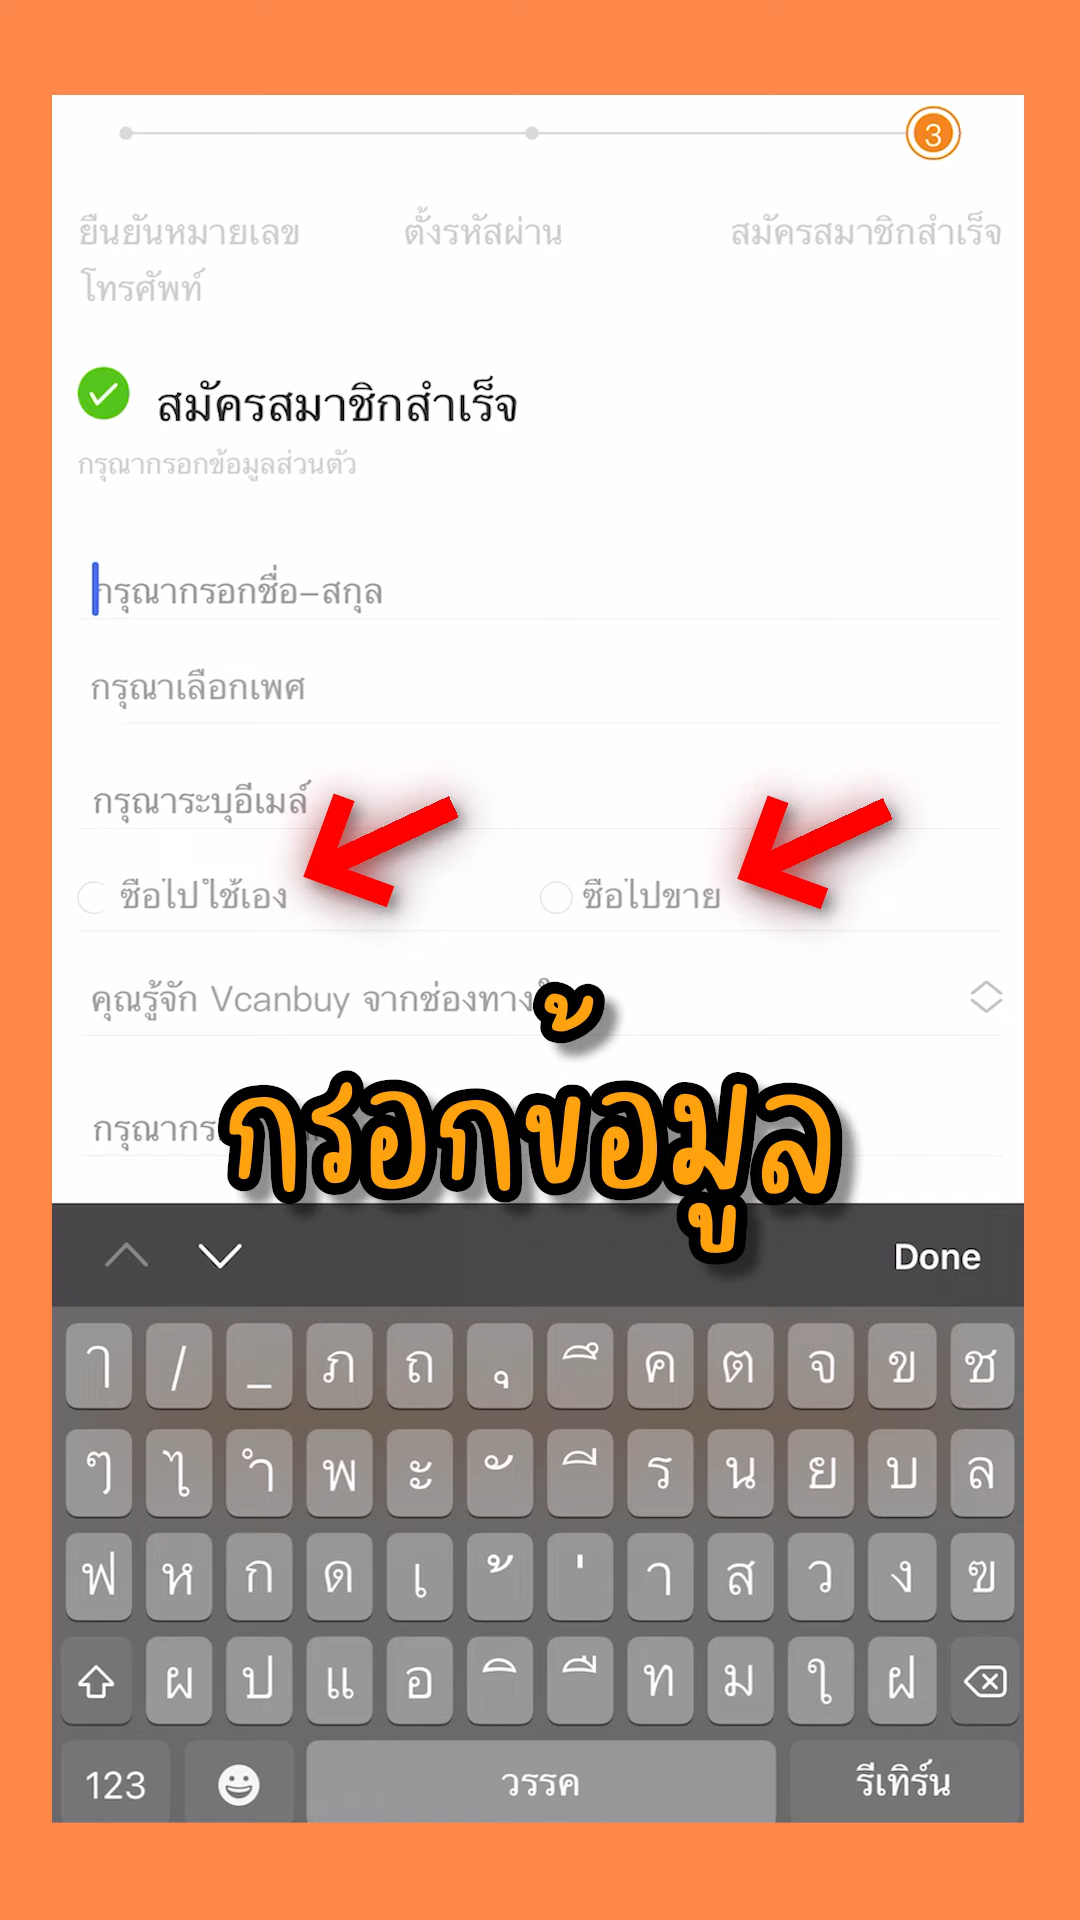 3
ยืนยันหมายเลข
โทรศัพท์
ตั้งรหัสผ่าน
สมัครสมาชิกสำเร็จ
สมัครสมาชิกสำเร็จ
กรุณากรอกข้อมูลส่วนตัว
กรุณากรอกชื่อ-สกุล
กรุณาเลือกเพศ
กรุณาระบุอีเมล์
ซื้อไปใช้เอง
ซื้อไปขาย
คุณรู้จัก Vcanbuy จากช่องทาง
กรอกข้อมูล
Done
ๅ / _ ภ ถ ุ ึ ค ต จ ข ช
ๆ ไ ำ พ ะ ั ี ร น ย บ ล
ฟ ห ก ด เ ้ ่ า ส ว ง ฃ
ผ ป แ อ ิ ื ท ม ใ ฝ
123 วรรค รีเทิร์น